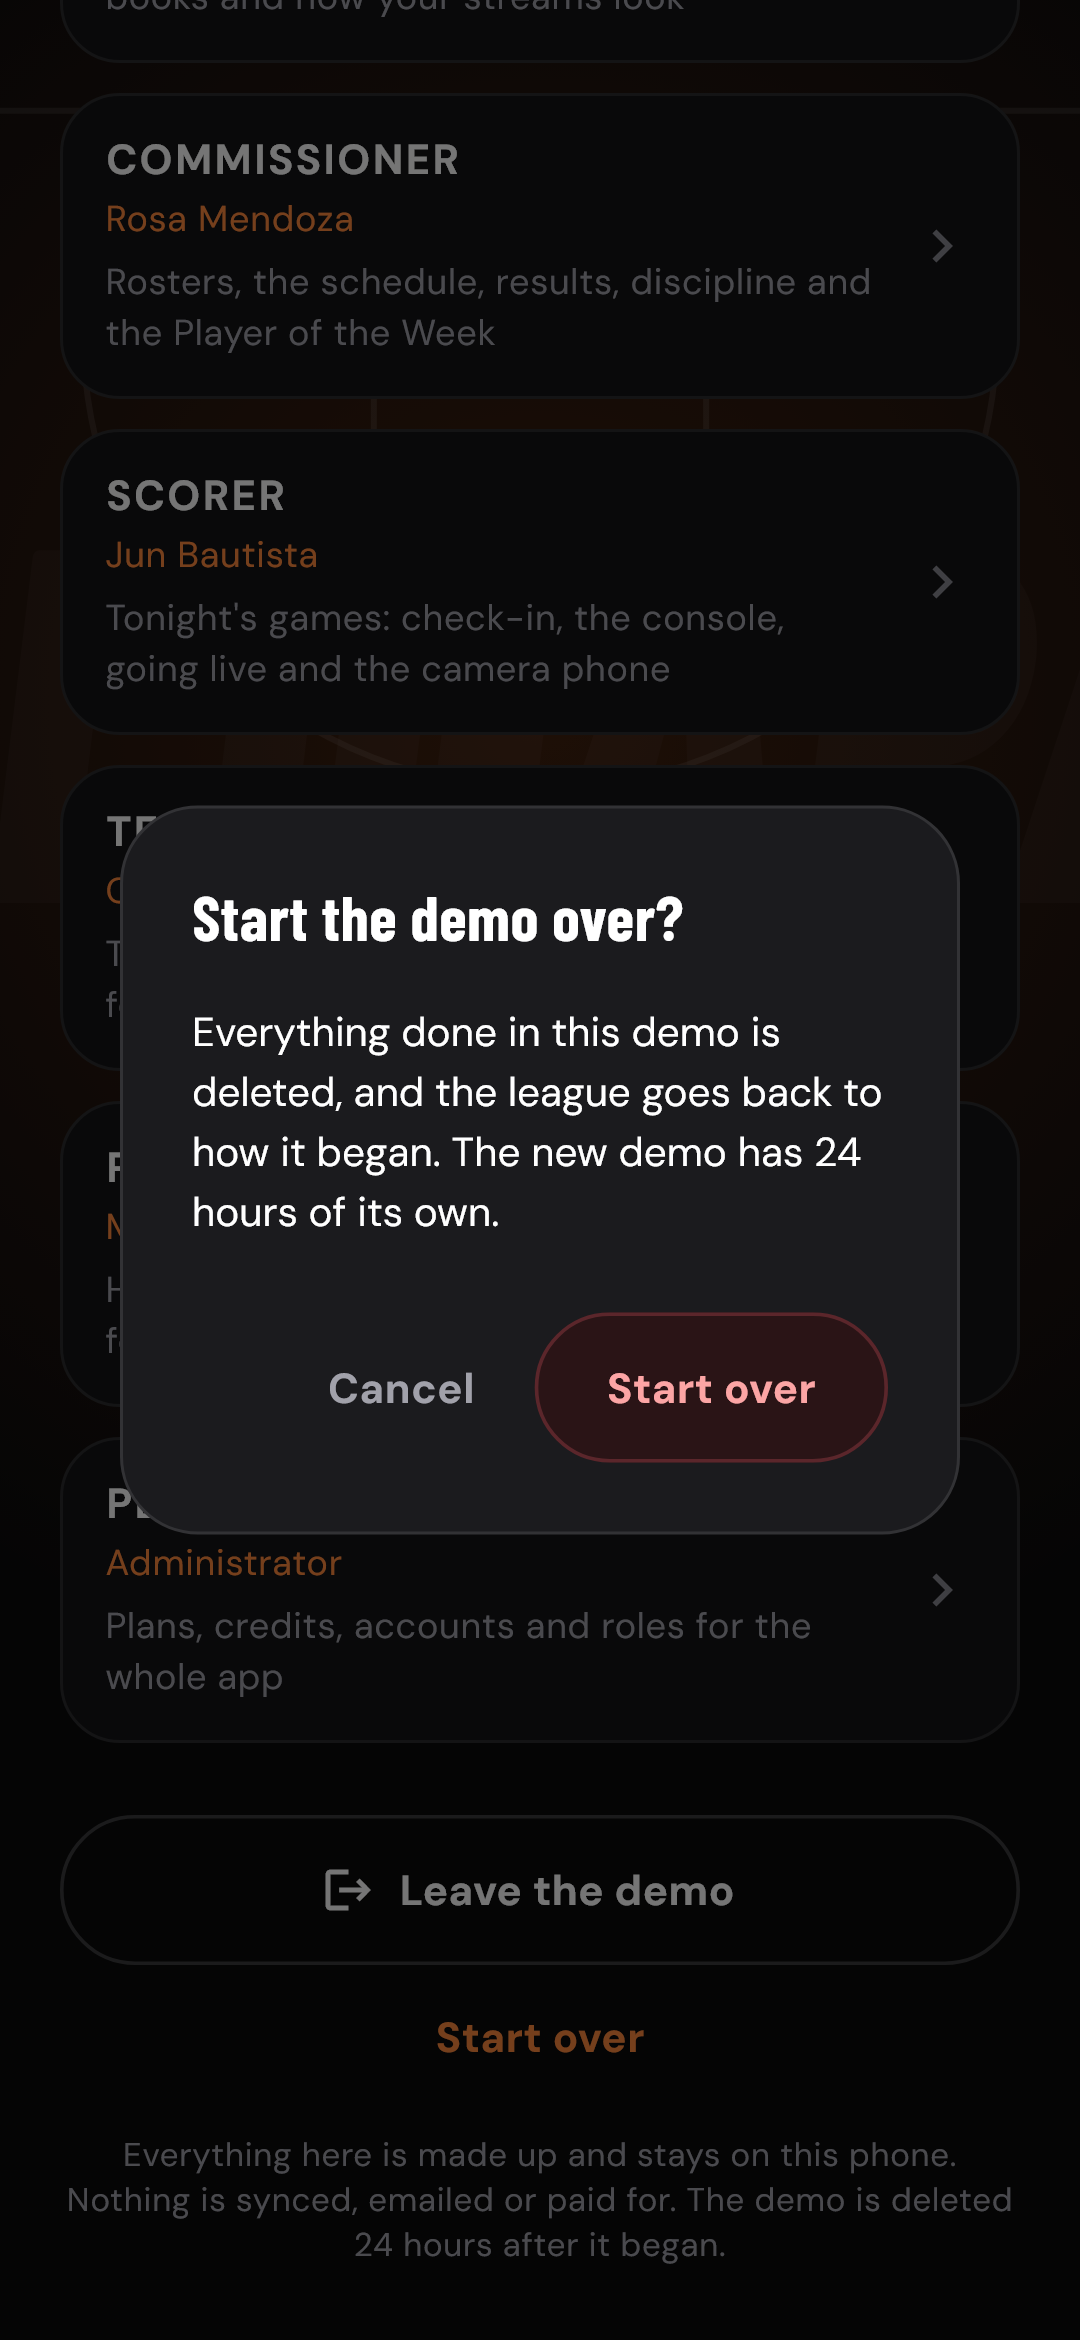 COMMISSIONER
Rosa Mendoza
Rosters, the schedule, results, discipline and
the Player of the Week
SCORER
Jun Bautista
Tonight's games: check-in, the console,
going live and the camera phone
Start the demo over?
Everything done in this demo is
deleted, and the league goes back to
how it began. The new demo has 24
hours of its own.
Cancel
Start over
Administrator
Plans, credits, accounts and roles for the
whole app
Leave the demo
Start over
Everything here is made up and stays on this phone.
Nothing is synced, emailed or paid for. The demo is deleted
24 hours after it began.